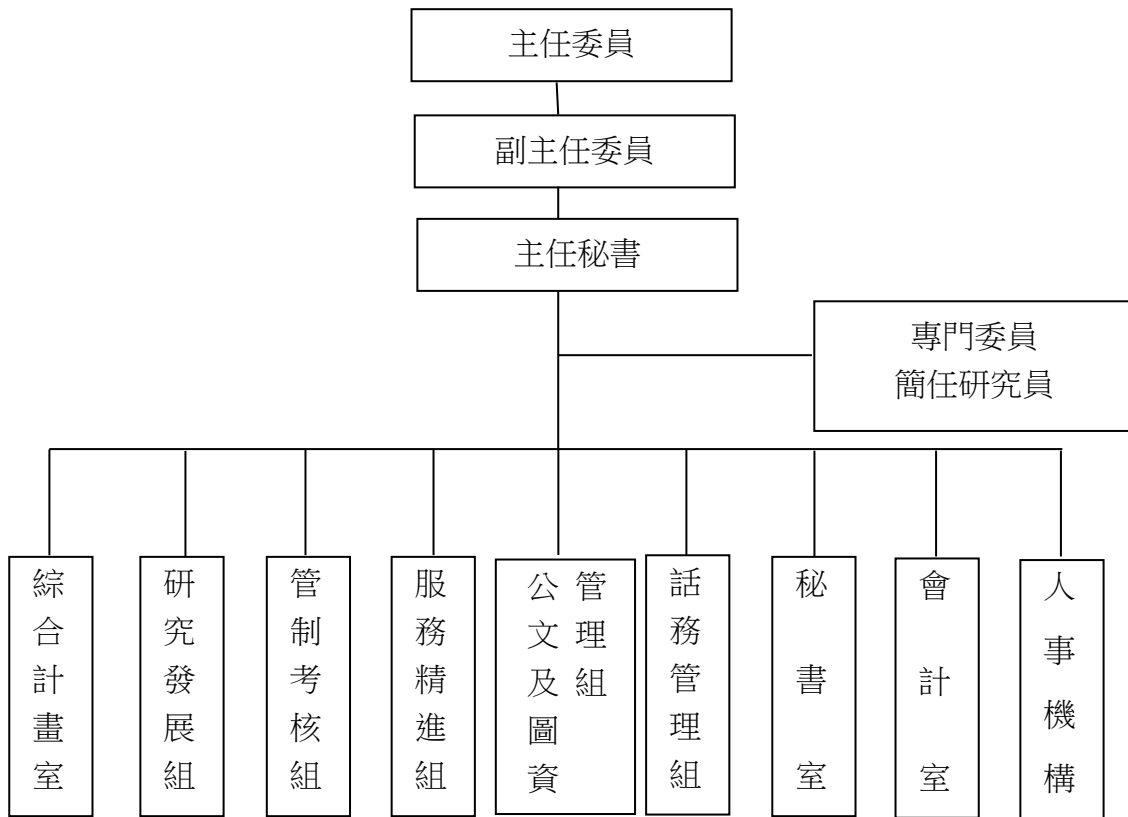 主任委員
副主任委員
主任秘書
專門委員
簡任研究員
綜合計畫室
研究發展組
管制考核組
服務精進組
公文及圖資
管理組
話務管理組
秘書室
會計室
人事機構